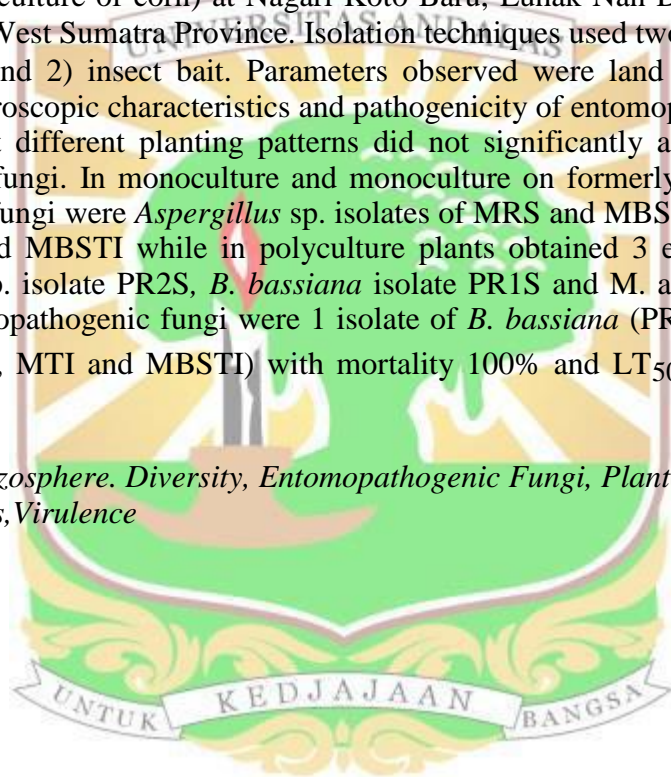 culture of corn) at Nagari Koto Baru, Luhak Nan D
West Sumatra Province. Isolation techniques used two
UNIVERSITAS ANDALAS
nd 2) insect bait. Parameters observed were land
roscopic characteristics and pathogenicity of entomop
t different planting patterns did not significantly a
fungi. In monoculture and monoculture on formerly
fungi were Aspergillus sp. isolates of MRS and MBS
d MBSTI while in polyculture plants obtained 3 e
p. isolate PR2S, B. bassiana isolate PR1S and M. a
opathogenic fungi were 1 isolate of B. bassiana (PR
, MTI and MBSTI) with mortality 100% and LT50
zosphere. Diversity, Entomopathogenic Fungi, Plant
s,Virulence
UNTUK KEDJAJAAN BANGSA